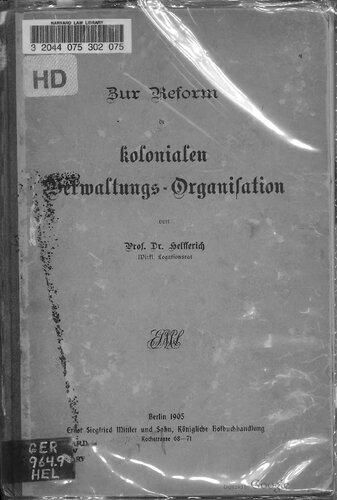 HARVARD LAW LIBRARY
3 2044 075 302 075
HD
Zur Reform
der
kolonialen
Verwaltungs-Organisation
von
Prof. Dr. Helfferich
Wirkl. Legationsrat
Berlin 1905
Ernst Siegfried Mittler und Sohn, Königliche Hofbuchhandlung
Kochstrasse 68–71
GER
964.9
HEL